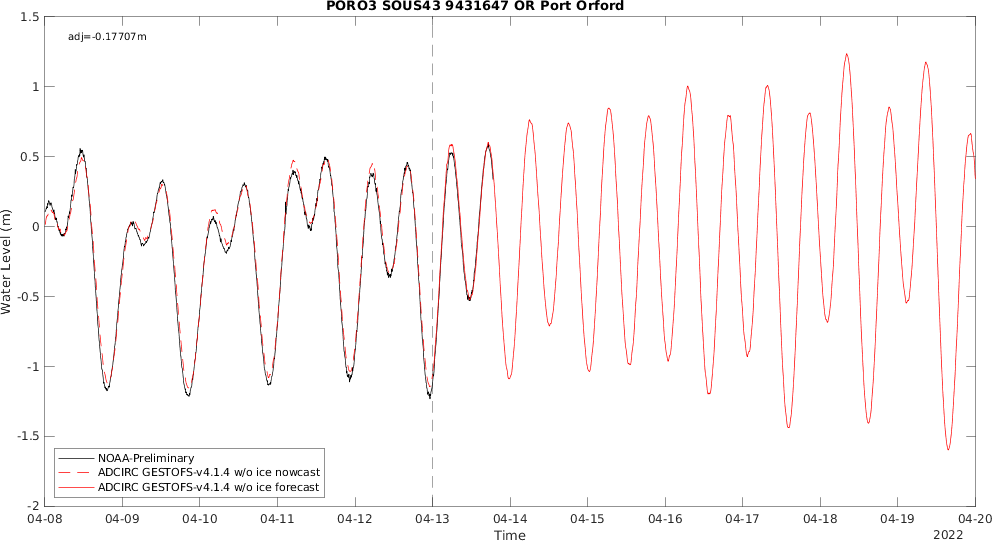 PORO3 SOUS43 9431647 OR Port Orford
adj=-0.17707m
1.5
1
0.5
0
-0.5
-1
-1.5
-2
Water Level (m)
NOAA-Preliminary
ADCIRC GESTOFS-v4.1.4 w/o ice nowcast
ADCIRC GESTOFS-v4.1.4 w/o ice forecast
04-08 04-09 04-10 04-11 04-12 04-13 04-14 04-15 04-16 04-17 04-18 04-19 04-20
Time
2022